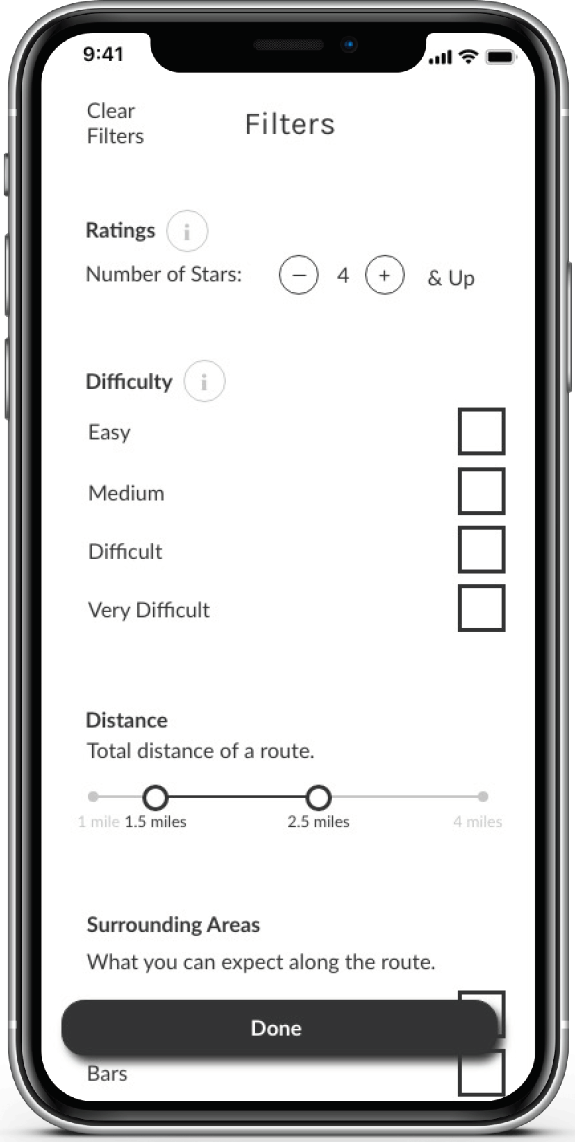 9:41
Clear
Filters
Filters
Ratings i
Number of Stars: − 4 + & Up
Difficulty i
Easy
Medium
Difficult
Very Difficult
Distance
Total distance of a route.
1 mile 1.5 miles 2.5 miles 4 miles
Surrounding Areas
What you can expect along the route.
Done
Bars